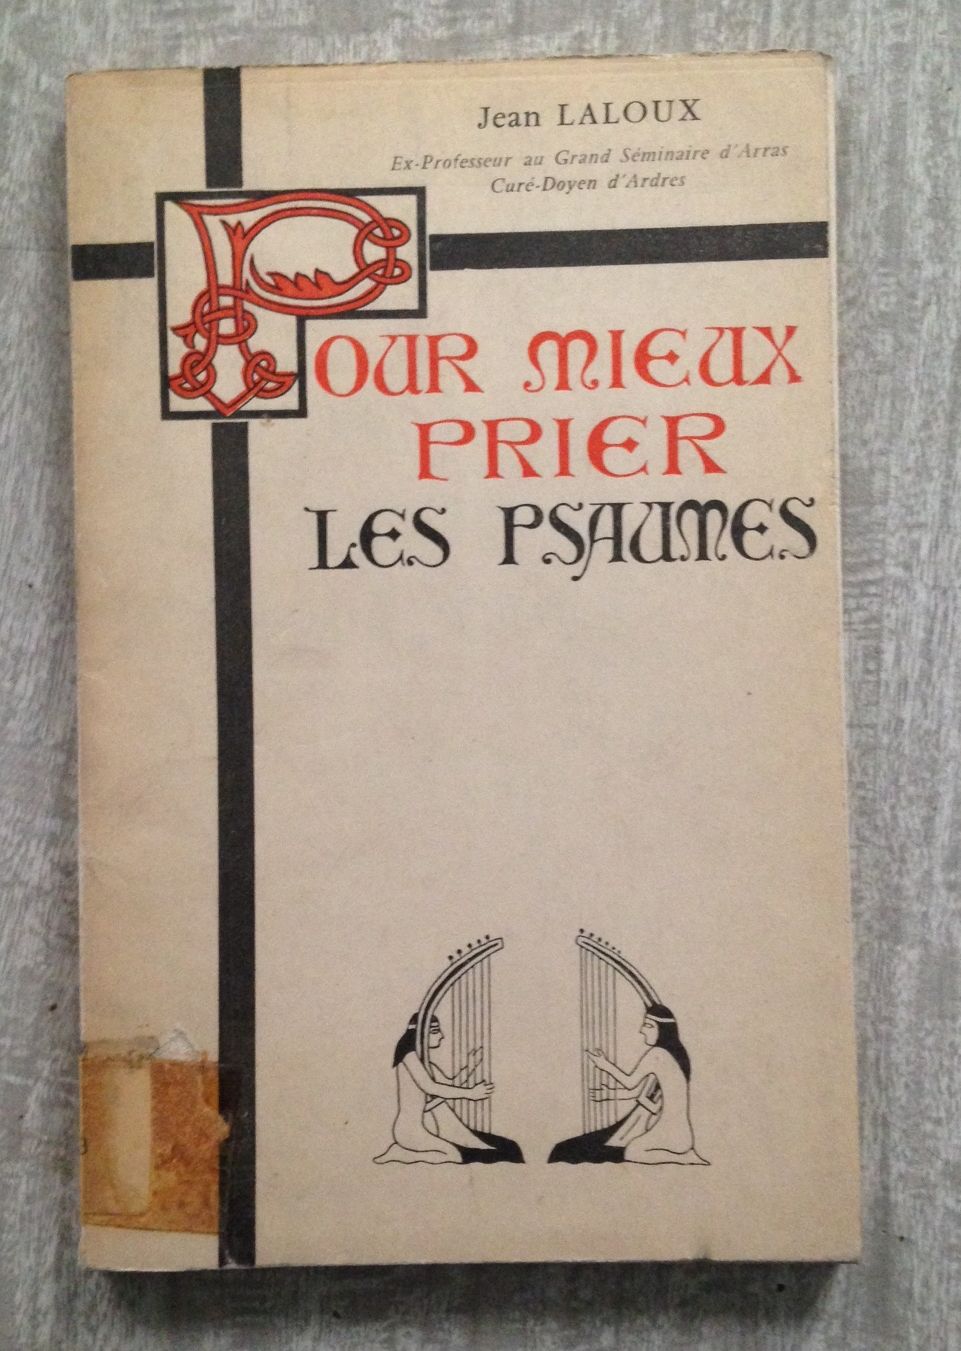 Jean LALOUX
Ex-Professeur au Grand Séminaire d'Arras
Curé-Doyen d'Ardres
POUR MIEUX
PRIER
LES PSAUMES